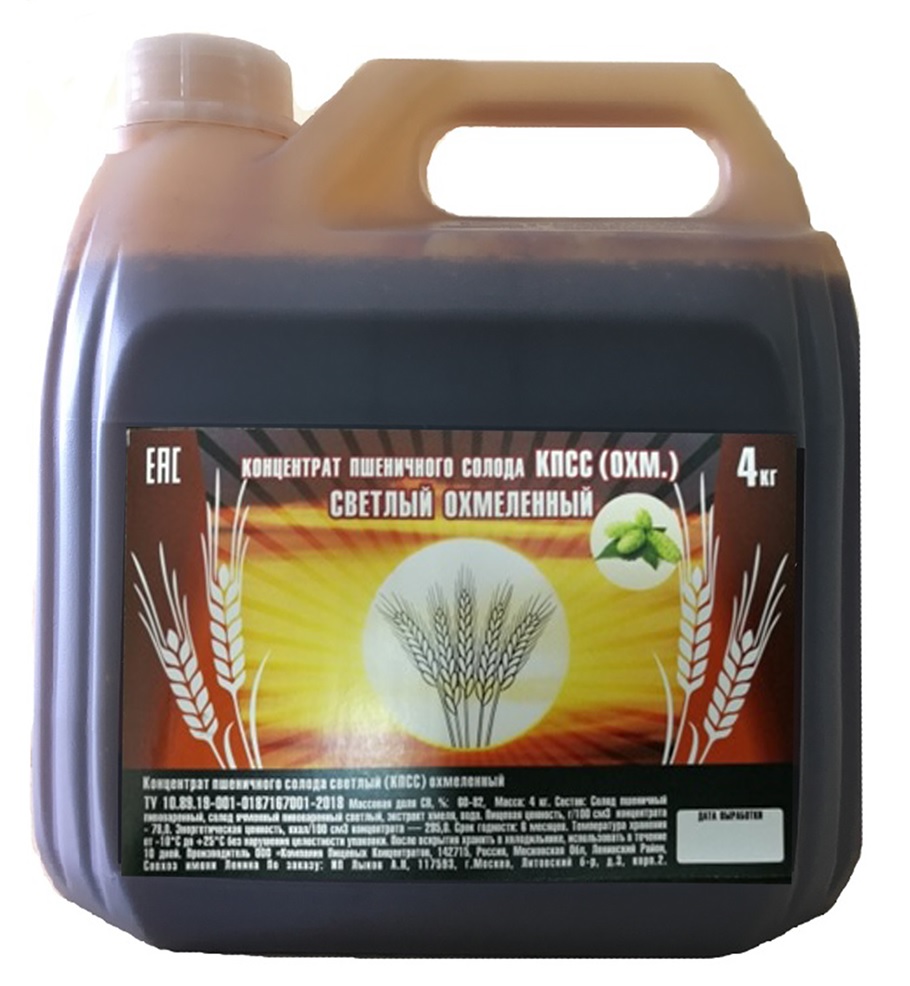 ЕАС
КОНЦЕНТРАТ ПШЕНИЧНОГО СОЛОДА КПСС (ОХМ.)
4 КГ
СВЕТЛЫЙ ОХМЕЛЕННЫЙ
Концентрат пшеничного солода светлый (КПСС) охмеленный
ТУ 10.89.19-001-0187167001-2018 Массовая доля СВ, %: 80-82, Масса: 4 кг. Состав: Солод пшеничный
пивоваренный, солод ячменный пивоваренный светлый, экстракт хмеля, вода. Пищевая ценность, г/100 см3 концентрата
- 70,0. Энергетическая ценность, ккал/100 см3 концентрата — 295,0. Срок годности: 6 месяцев. Температура хранения
от -10°С до +25°С без нарушения целостности упаковки. После вскрытия хранить в холодильнике, использовать в течение
10 дней. Производитель ООО «Компания Пищевых Концентратов, 142715, Россия, Московская Обл, Ленинский Район,
Совхоз имени Ленина По заказу: ИП Лыков А.Н, 117593, г.Москва, Литовский б-р, д.3, корп.2.
ДАТА ВЫРАБОТКИ